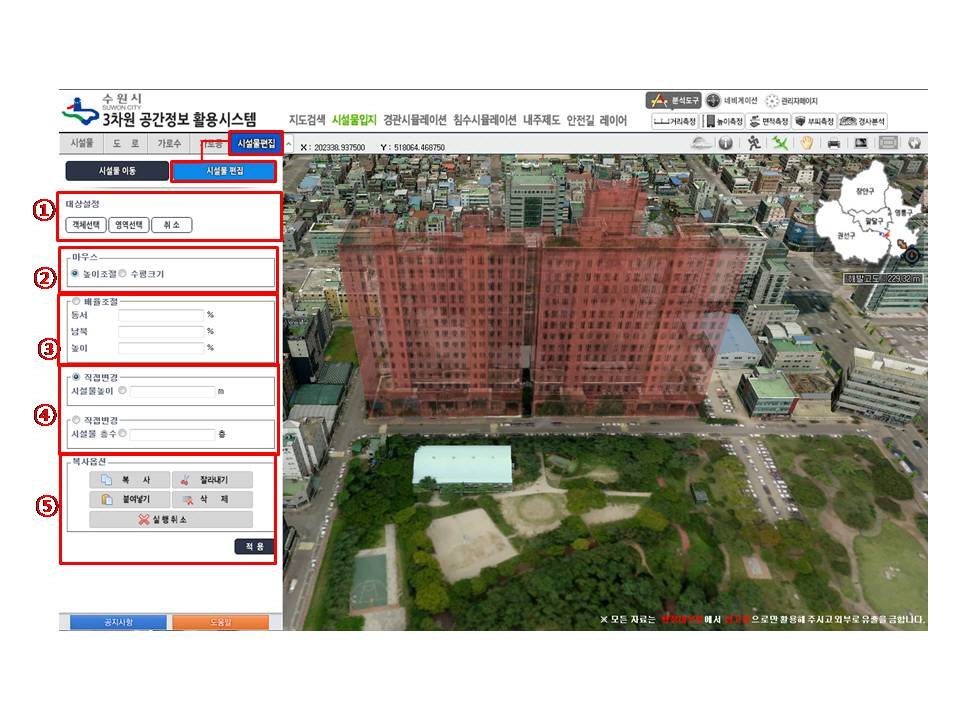 수원시
SUWON CITY
3차원 공간정보 활용시스템
지도검색 시설물입지 경관시뮬레이션 침수시뮬레이션 내주제도 안전길 레이어
분석도구 네비게이션 관리자페이지
거리측정 높이측정 면적측정 부피측정 경사분석
시설물 도 로 가로수 가로등 시설물편집
X : 202338.937500 Y : 518064.468750
시설물 이동 시설물 편집
①
대상설정
객체선택 영역선택 취 소
②
마우스
높이조절 수평크기
③
배율조절
동서 %
남북 %
높이 %
④
직접변경
시설물높이 m
직접변경
시설물 층수 층
⑤
복사옵션
복 사 잘라내기
붙여넣기 삭 제
실행취소
적 용
공지사항 도움말
장안구
영통구
팔달구
권선구
해발고도 : 229.32 m
※ 모든 자료는
에서
으로만 활용해 주시고 외부로 유출을 금합니다.